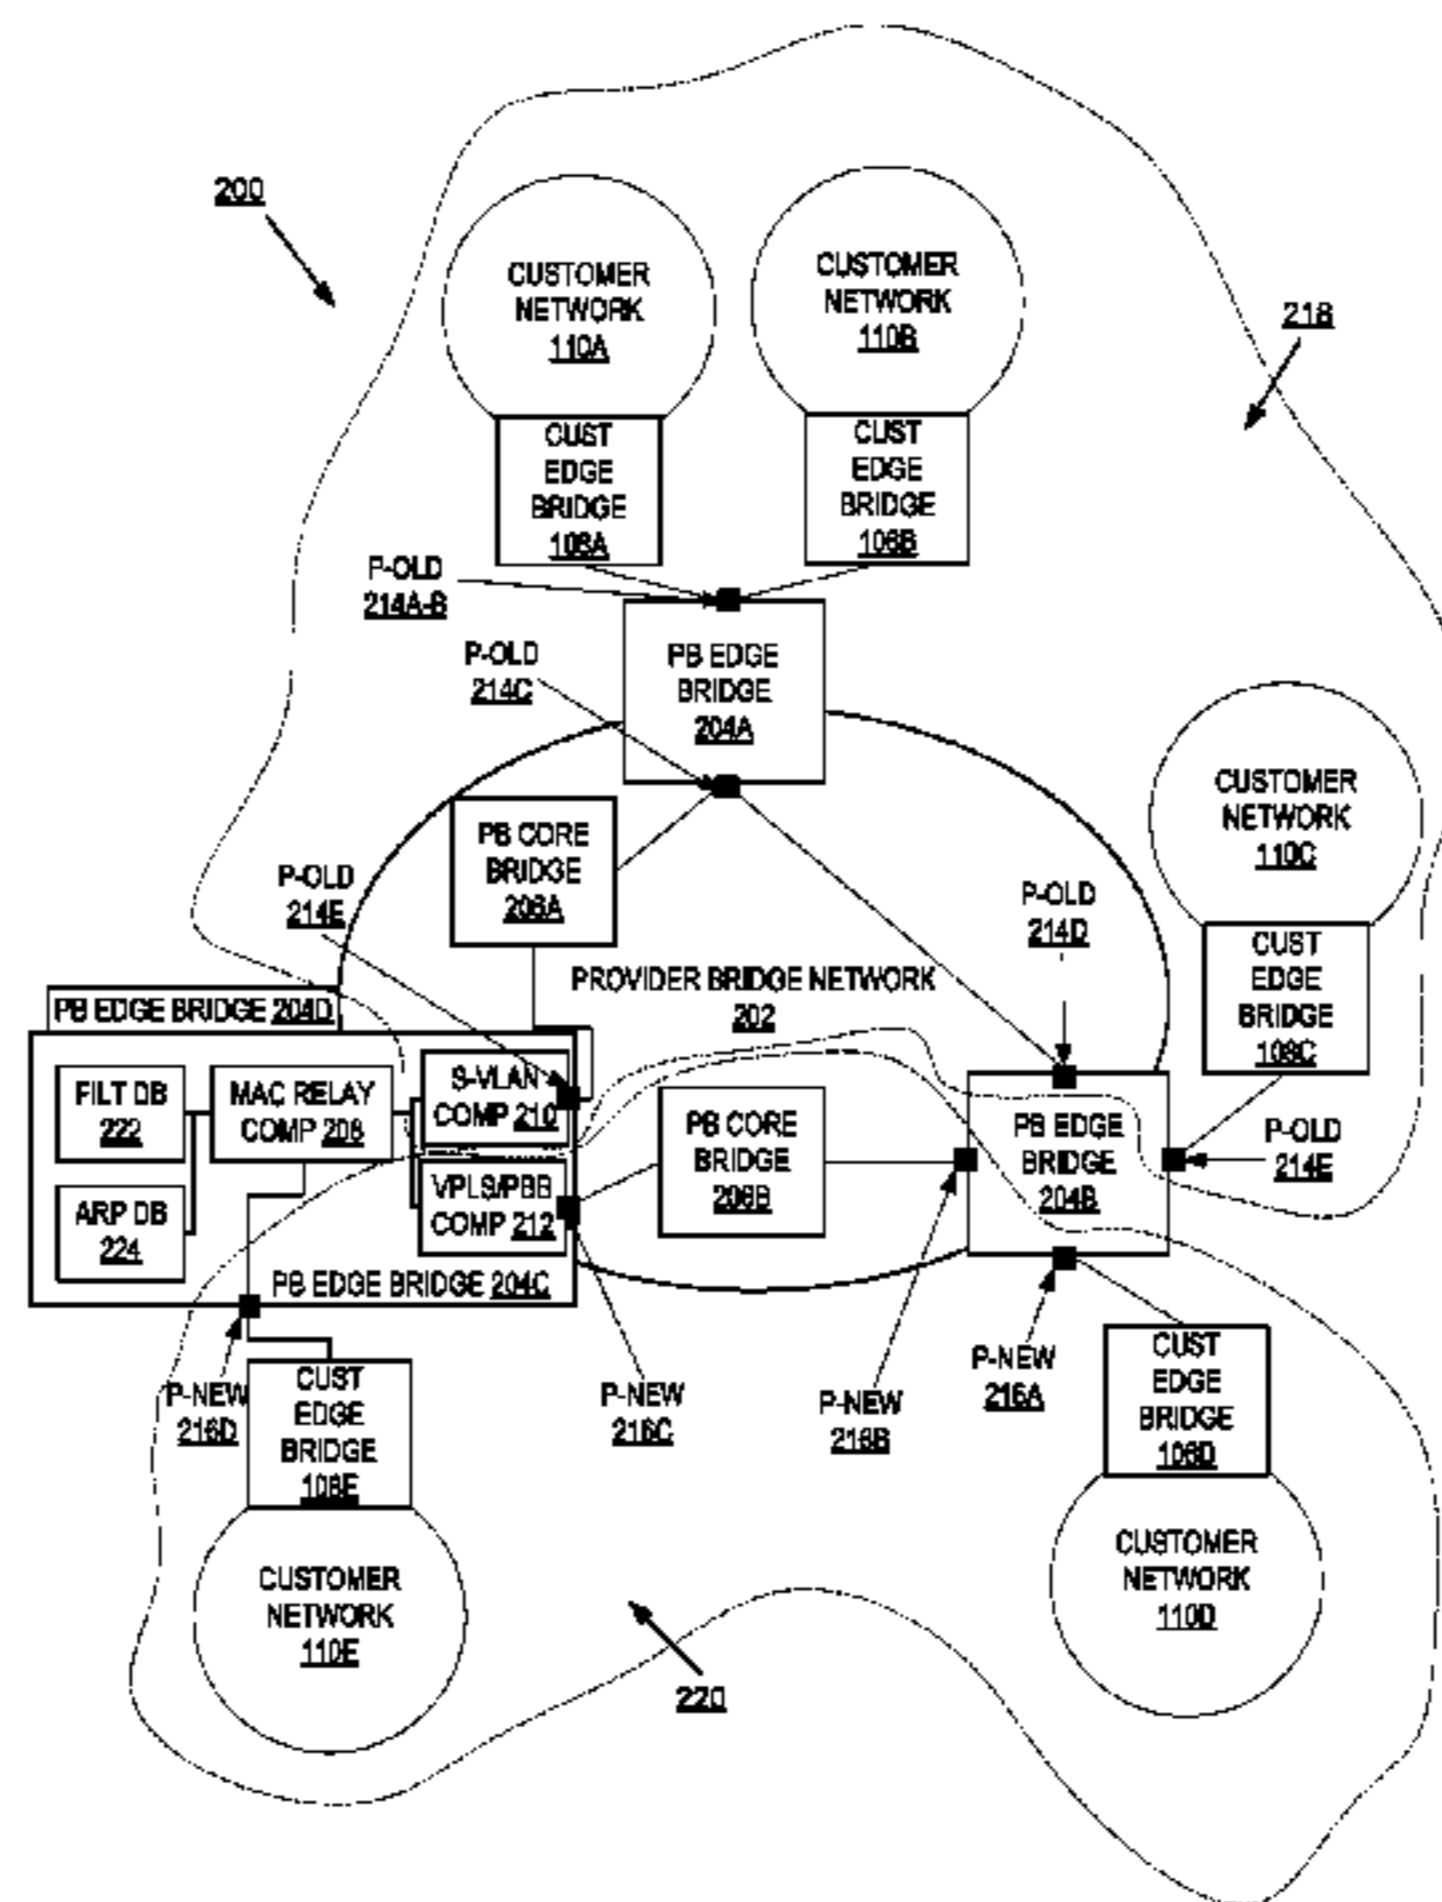 200
CUSTOMER
NETWORK
110A
CUSTOMER
NETWORK
110B
218
CUST
EDGE
BRIDGE
108A
CUST
EDGE
BRIDGE
108B
P-OLD
214A-B
PB EDGE
BRIDGE
204A
P-OLD
214C
CUSTOMER
NETWORK
110C
PB CORE
BRIDGE
206A
P-OLD
214E
P-OLD
214D
CUST
EDGE
BRIDGE
108C
PROVIDER BRIDGE NETWORK
202
PB EDGE BRIDGE 204D
FILT DB
222
MAC RELAY
COMP 208
S-VLAN
COMP 210
PB CORE
BRIDGE
206B
PB EDGE
BRIDGE
204B
P-OLD
214E
ARP DB
224
VPLS/PBB
COMP 212
PB EDGE BRIDGE 204C
P-NEW
216D
CUST
EDGE
BRIDGE
108E
P-NEW
216C
P-NEW
216B
P-NEW
216A
CUST
EDGE
BRIDGE
108D
CUSTOMER
NETWORK
110E
CUSTOMER
NETWORK
110D
220